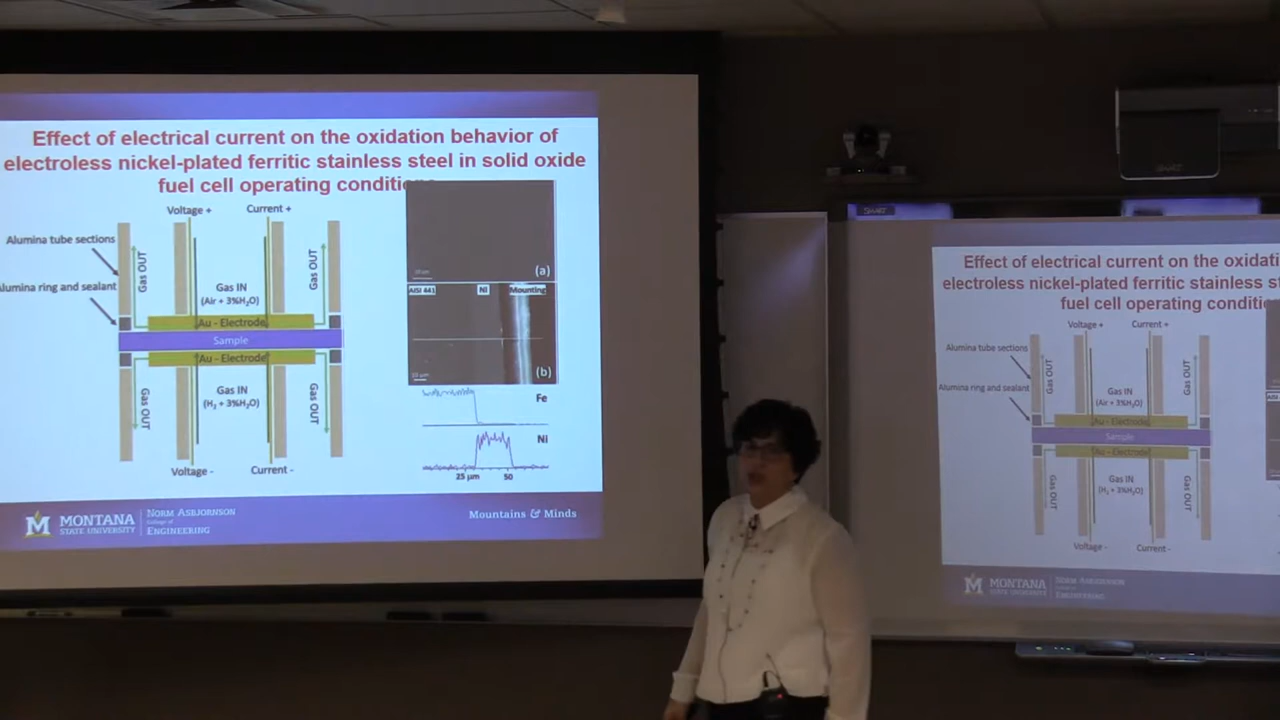 Effect of electrical current on the oxidation behavior of
electroless nickel-plated ferritic stainless steel in solid oxide
fuel cell operating
Voltage +
Current +
Alumina tube sections
Alumina ring and sealant
Gas OUT
Gas IN
(Air + 3%H₂O)
Gas OUT
Au - Electrode
Sample
Au - Electrode
Gas OUT
Gas IN
(H₂ + 3%H₂O)
Gas OUT
Voltage -
Current -
(a)
AISI 441
Ni
Mounting
(b)
Fe
Ni
25 µm
50
MONTANA
STATE UNIVERSITY
NORM ASBJORNSON
College of
ENGINEERING
Mountains & Minds
SMART
Effect of electrical current on the
electroless nickel-plated ferritic stainless
fuel cell operating
Voltage +
Current +
Alumina tube sections
Alumina ring and sealant
Gas OUT
Gas IN
(Air + 3%H₂O)
Gas OUT
Au - Electrode
Sample
Au - Electrode
Gas OUT
Gas IN
(H₂ + 3%H₂O)
Gas OUT
Voltage -
Current -
MONTANA
STATE UNIVERSITY
NORM ASBJORNSON
College of
ENGINEERING